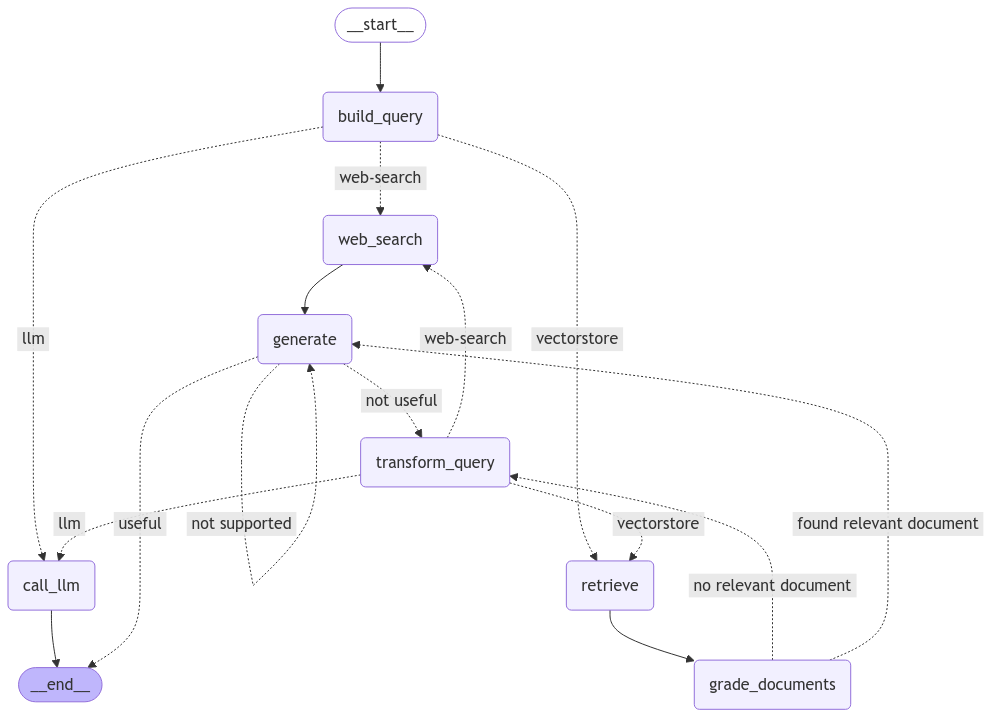 __start__
build_query
web-search
web_search
generate
llm
web-search
vectorstore
not useful
transform_query
llm
useful
not supported
vectorstore
found relevant document
call_llm
retrieve
no relevant document
__end__
grade_documents